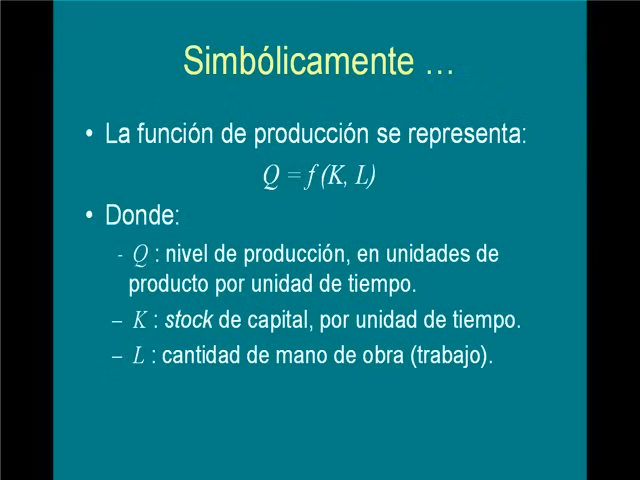 Simbólicamente …
• La función de producción se representa:
Q = f (K, L)
• Donde:
- Q : nivel de producción, en unidades de
producto por unidad de tiempo.
– K : stock de capital, por unidad de tiempo.
– L : cantidad de mano de obra (trabajo).